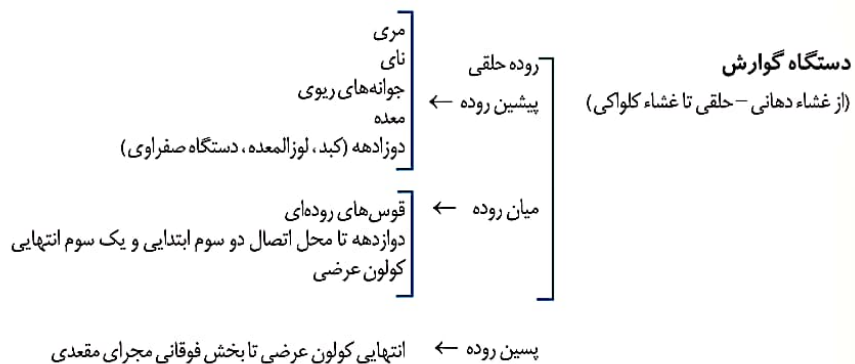 دستگاه گوارش
(از غشاء دهانی – حلقی تا غشاء کلواکی)
روده حلقی
پیشین روده ←
مری
نای
جوانه‌های ریوی
معده
دوزادهه (کبد، لوزالمعده، دستگاه صفراوی)
میان روده ←
قوس‌های روده‌ای
دوازدهه تا محل اتصال دو سوم ابتدایی و یک سوم انتهایی
کولون عرضی
پسین روده ← انتهایی کولون عرضی تا بخش فوقانی مجرای مقعدی